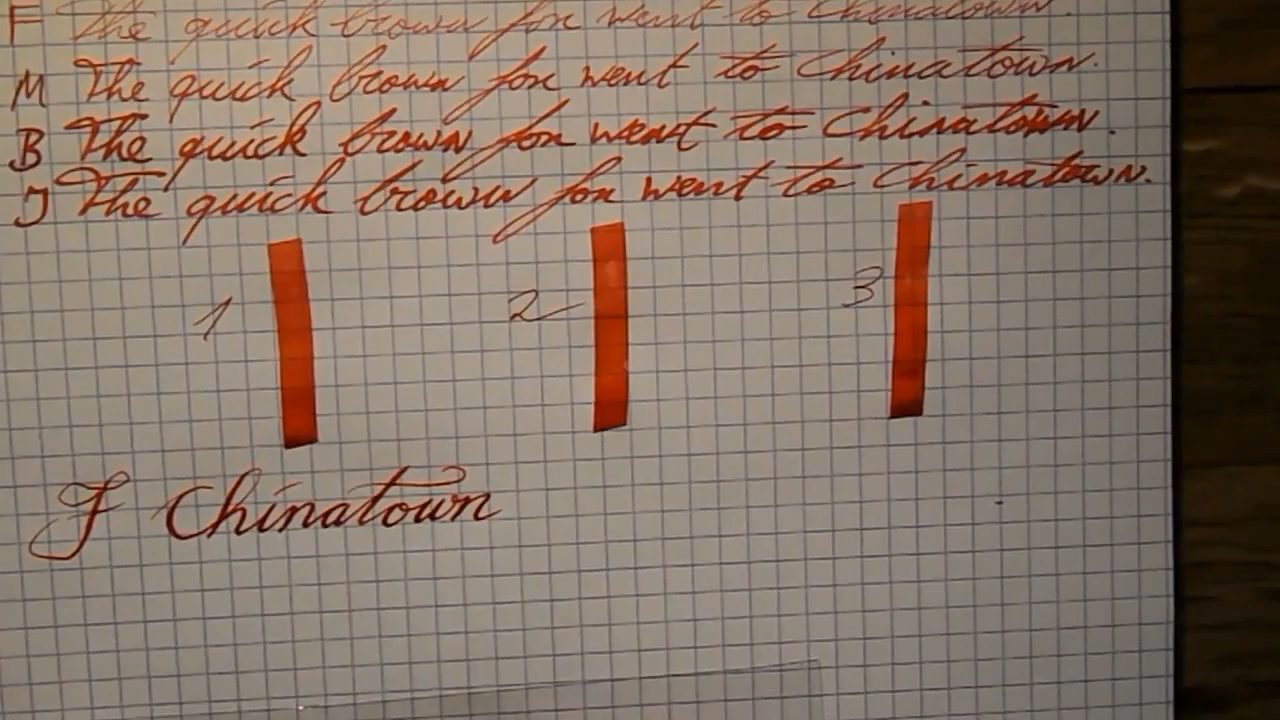 F The quick brown fox went to Chinatown.
M The quick brown fox went to Chinatown.
B The quick brown fox went to Chinatown.
J The quick brown fox went to Chinatown.
1 2 3
F Chinatown